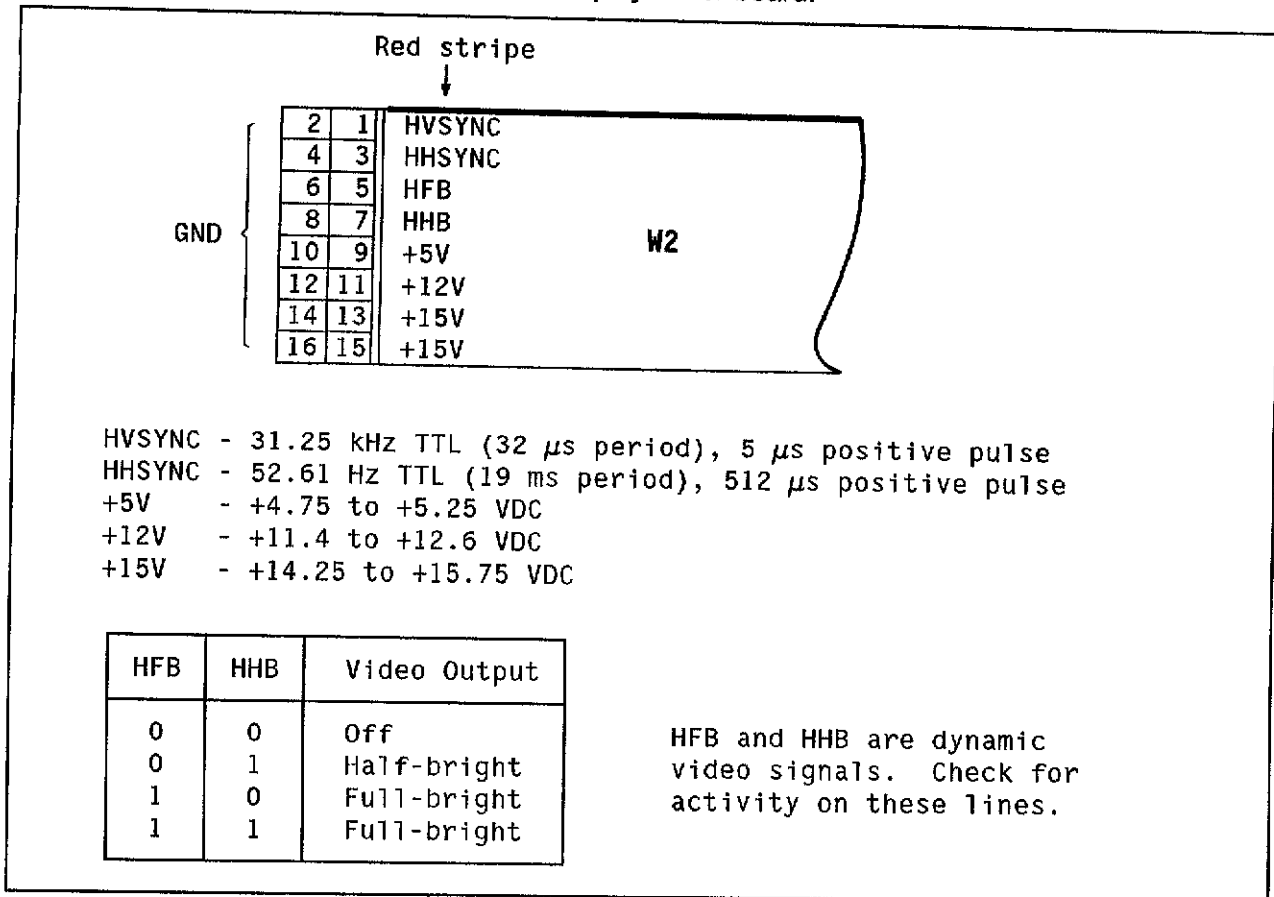 Red stripe
2 1 HVSYNC
4 3 HHSYNC
6 5 HFB
8 7 HHB
GND
W2
10 9 +5V
12 11 +12V
14 13 +15V
16 15 +15V
HVSYNC - 31.25 kHz TTL (32 μs period), 5 μs positive pulse
HHSYNC - 52.61 Hz TTL (19 ms period), 512 μs positive pulse
+5V - +4.75 to +5.25 VDC
+12V - +11.4 to +12.6 VDC
+15V - +14.25 to +15.75 VDC
HFB HHB Video Output
0 0 Off
0 1 Half-bright
1 0 Full-bright
1 1 Full-bright
HFB and HHB are dynamic
video signals. Check for
activity on these lines.